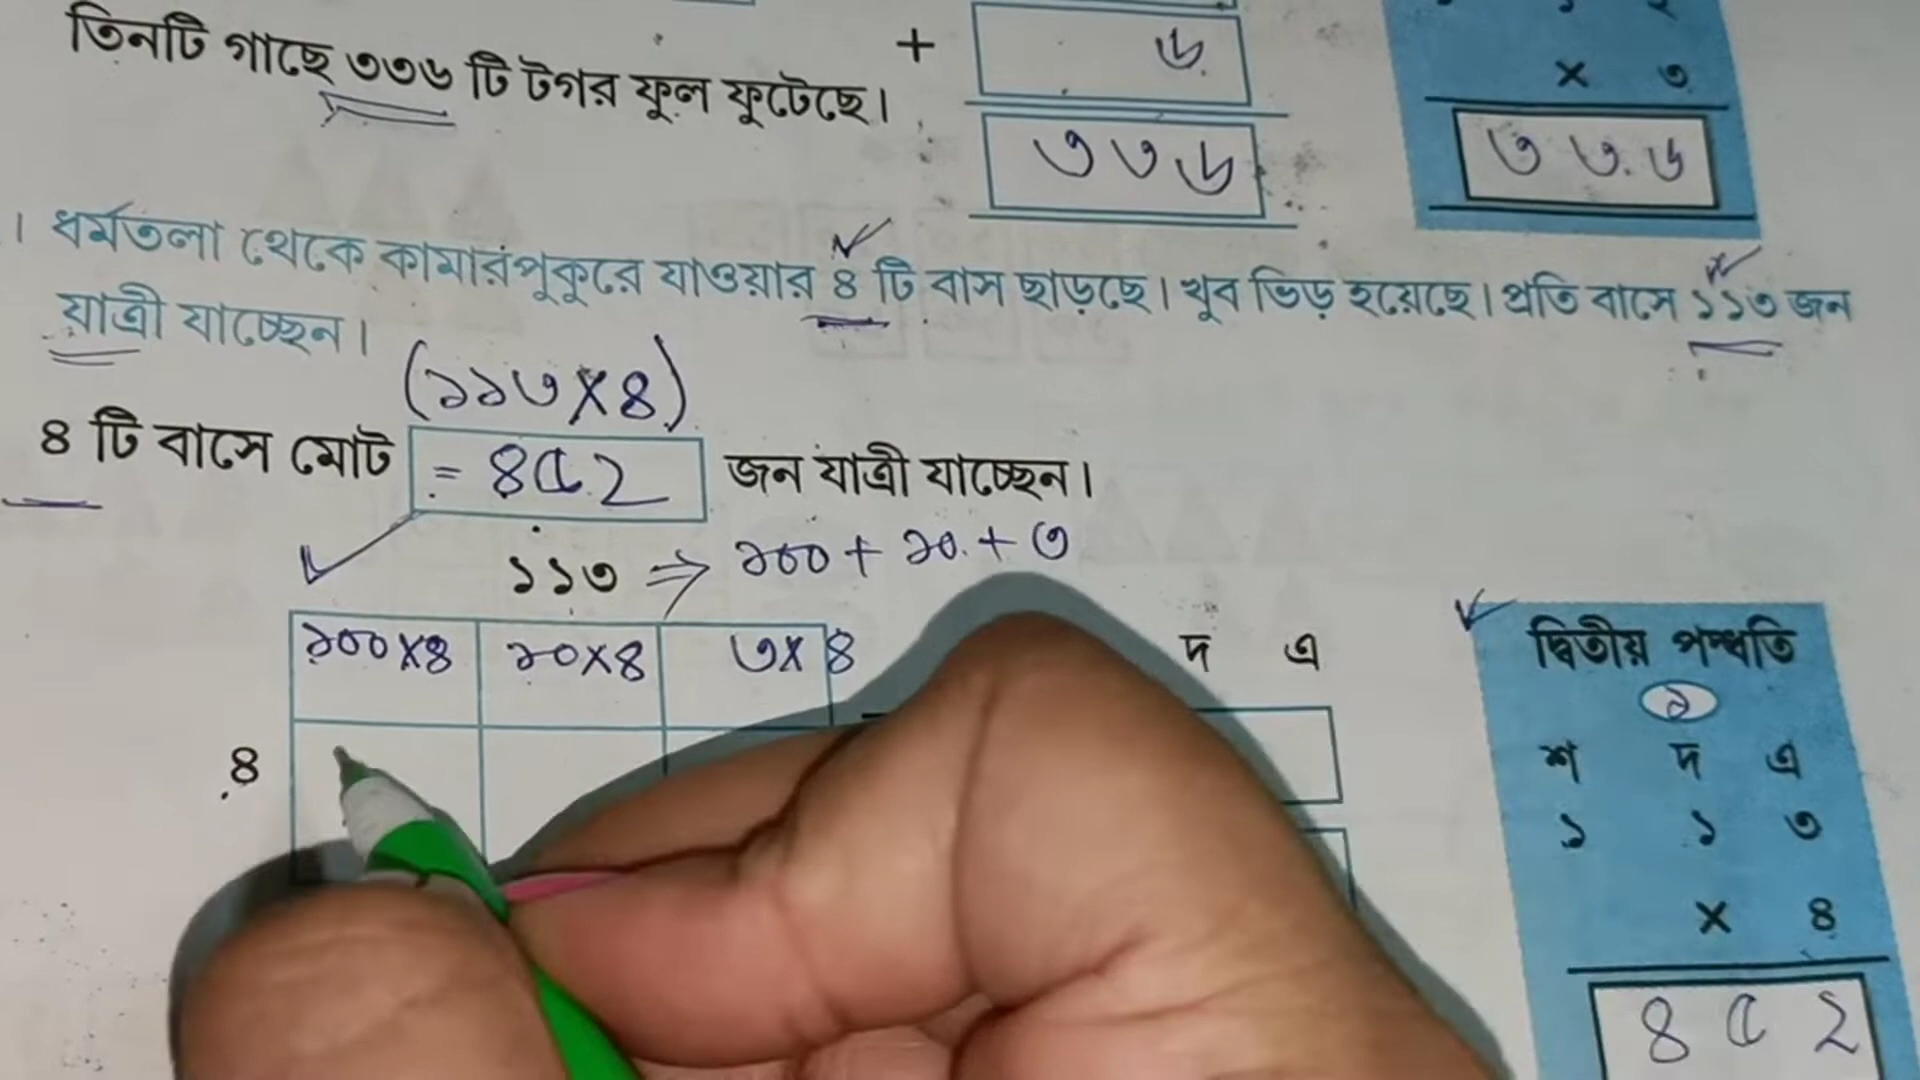 তিনটি গাছে ৩৩৬ টি টগর ফুল ফুটেছে।
+ ৬
৩৩৬
× ৩
৩৩৬
। ধর্মতলা থেকে কামারপুকুরে যাওয়ার ৪ টি বাস ছাড়ছে। খুব ভিড় হয়েছে। প্রতি বাসে ১১৩ জন
যাত্রী যাচ্ছেন।
(১১৩×৪)
৪ টি বাসে মোট = ৪৫২ জন যাত্রী যাচ্ছেন।
১১৩ ⇒ ১০০ + ১০ + ৩
১০০×৪ ১০×৪ ৩×৪
৪
দ এ
দ্বিতীয় পদ্ধতি
১
শ দ এ
১ ১ ৩
× ৪
৪ ৫ ২